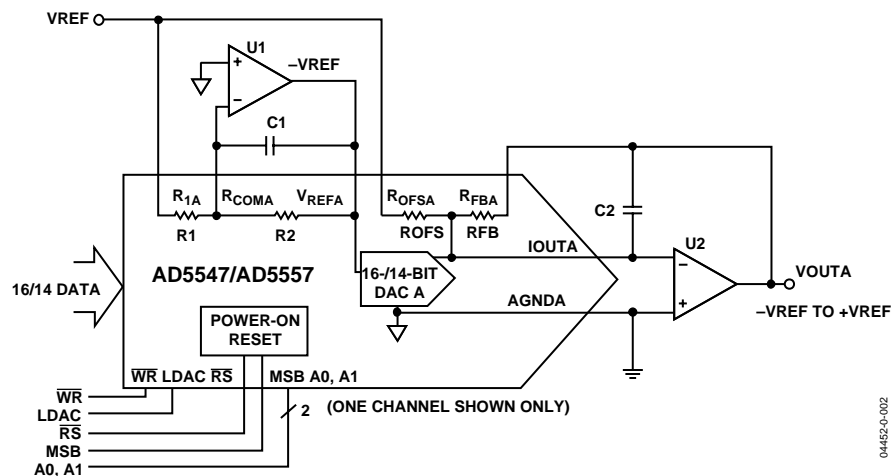 VREF
U1
–VREF
C1
R1A RCOMA VREFA ROFSA RFBA
R1 R2 ROFS RFB
C2
U2
IOUTA
VOUTA
AD5547/AD5557
16-/14-BIT
DAC A
16/14 DATA
AGNDA
–VREF TO +VREF
POWER-ON
RESET
WR LDAC RS MSB A0, A1
WR
2 (ONE CHANNEL SHOWN ONLY)
LDAC
RS
MSB
A0, A1
04452-0-002